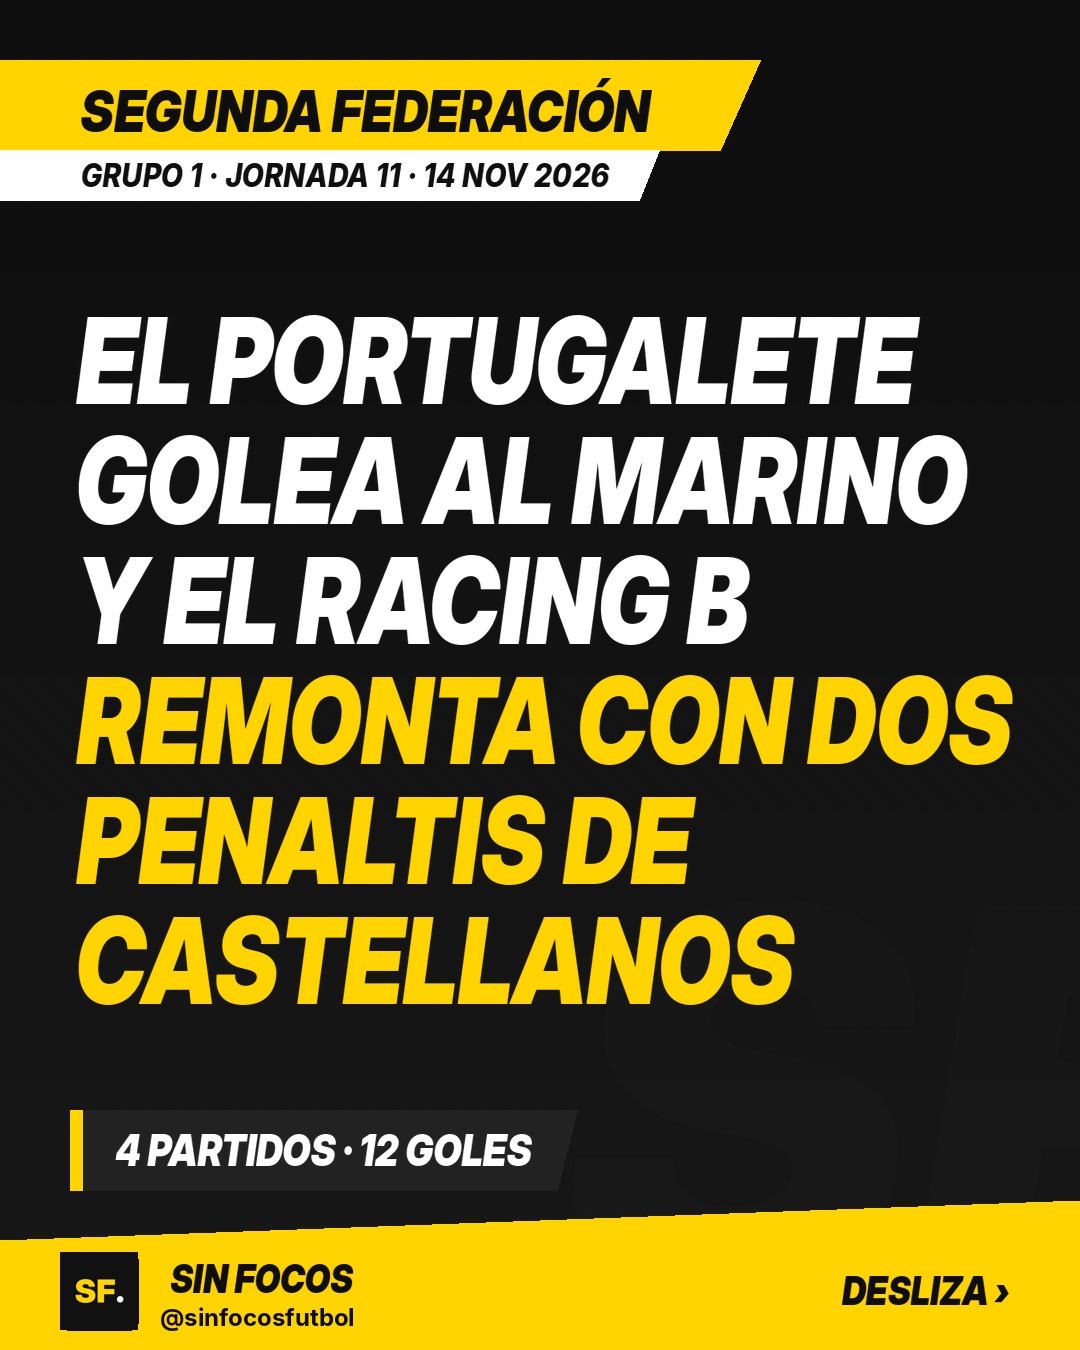 SEGUNDA FEDERACIÓN
GRUPO 1 · JORNADA 11 · 14 NOV 2026
EL PORTUGALETE
GOLEA AL MARINO
Y EL RACING B
REMONTA CON DOS
PENALTIS DE
CASTELLANOS
4 PARTIDOS · 12 GOLES
SF.
SIN FOCOS
@sinfocosfutbol
DESLIZA ›